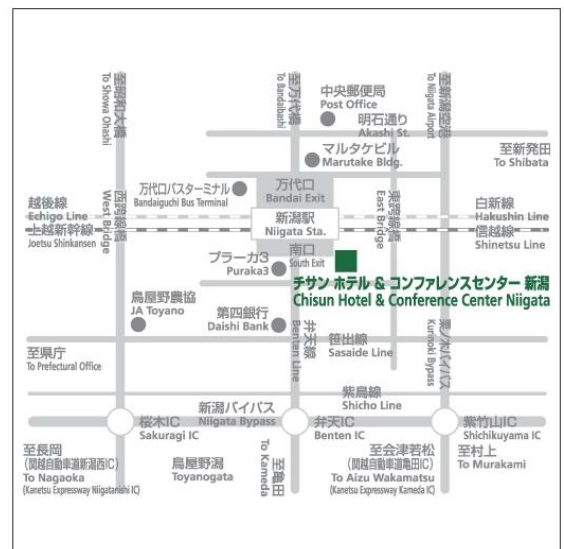 至昭和大橋
To Showa Ohashi
至万代橋
To Bandaibashi
至新潟空港
To Niigata Airport
中央郵便局
Post Office
明石通り
Akashi St.
マルタケビル
Marutake Bldg.
至新発田
To Shibata
万代口バスターミナル
Bandaiguchi Bus Terminal
万代口
Bandai Exit
越後線
Echigo Line
西跨線橋
West Bridge
新潟駅
Niigata Sta.
東跨線橋
East Bridge
白新線
Hakushin Line
上越新幹線
Joetsu Shinkansen
信越線
Shinetsu Line
プラーカ3
Puraka3
南口
South Exit
チサン ホテル & コンファレンスセンター 新潟
Chisun Hotel & Conference Center Niigata
鳥屋野農協
JA Toyano
第四銀行
Daishi Bank
弁天線
Benten Line
笹出線
Sasaide Line
栗ノ木バイパス
Kurinoki Bypass
至県庁
To Prefectural Office
紫鳥線
Shicho Line
新潟バイパス
Niigata Bypass
桜木IC
Sakuragi IC
弁天IC
Benten IC
紫竹山IC
Shichikuyama IC
至長岡
(関越自動車道新潟西IC)
To Nagaoka
(Kanetsu Expressway Niigatanishi IC)
鳥屋野潟
Toyanogata
至亀田
To Kameda
至会津若松
(関越自動車道亀田IC)
To Aizu Wakamatsu
(Kanetsu Expressway Kameda IC)
至村上
To Murakami